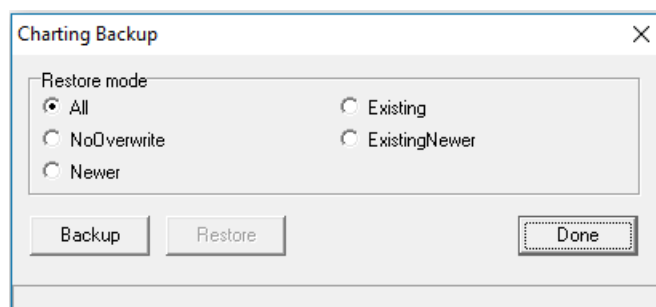 Charting Backup
Restore mode
All
Existing
NoOverwrite
ExistingNewer
Newer
Backup
Restore
Done